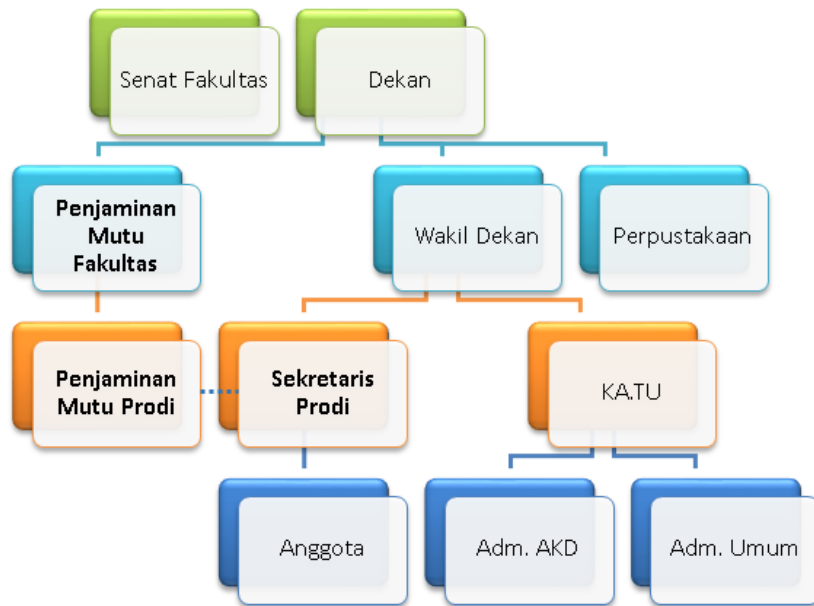 Senat Fakultas
Dekan
Penjaminan
Mutu
Fakultas
Wakil Dekan
Perpustakaan
Penjaminan
Mutu Prodi
Sekretaris
Prodi
KA.TU
Anggota
Adm. AKD
Adm. Umum